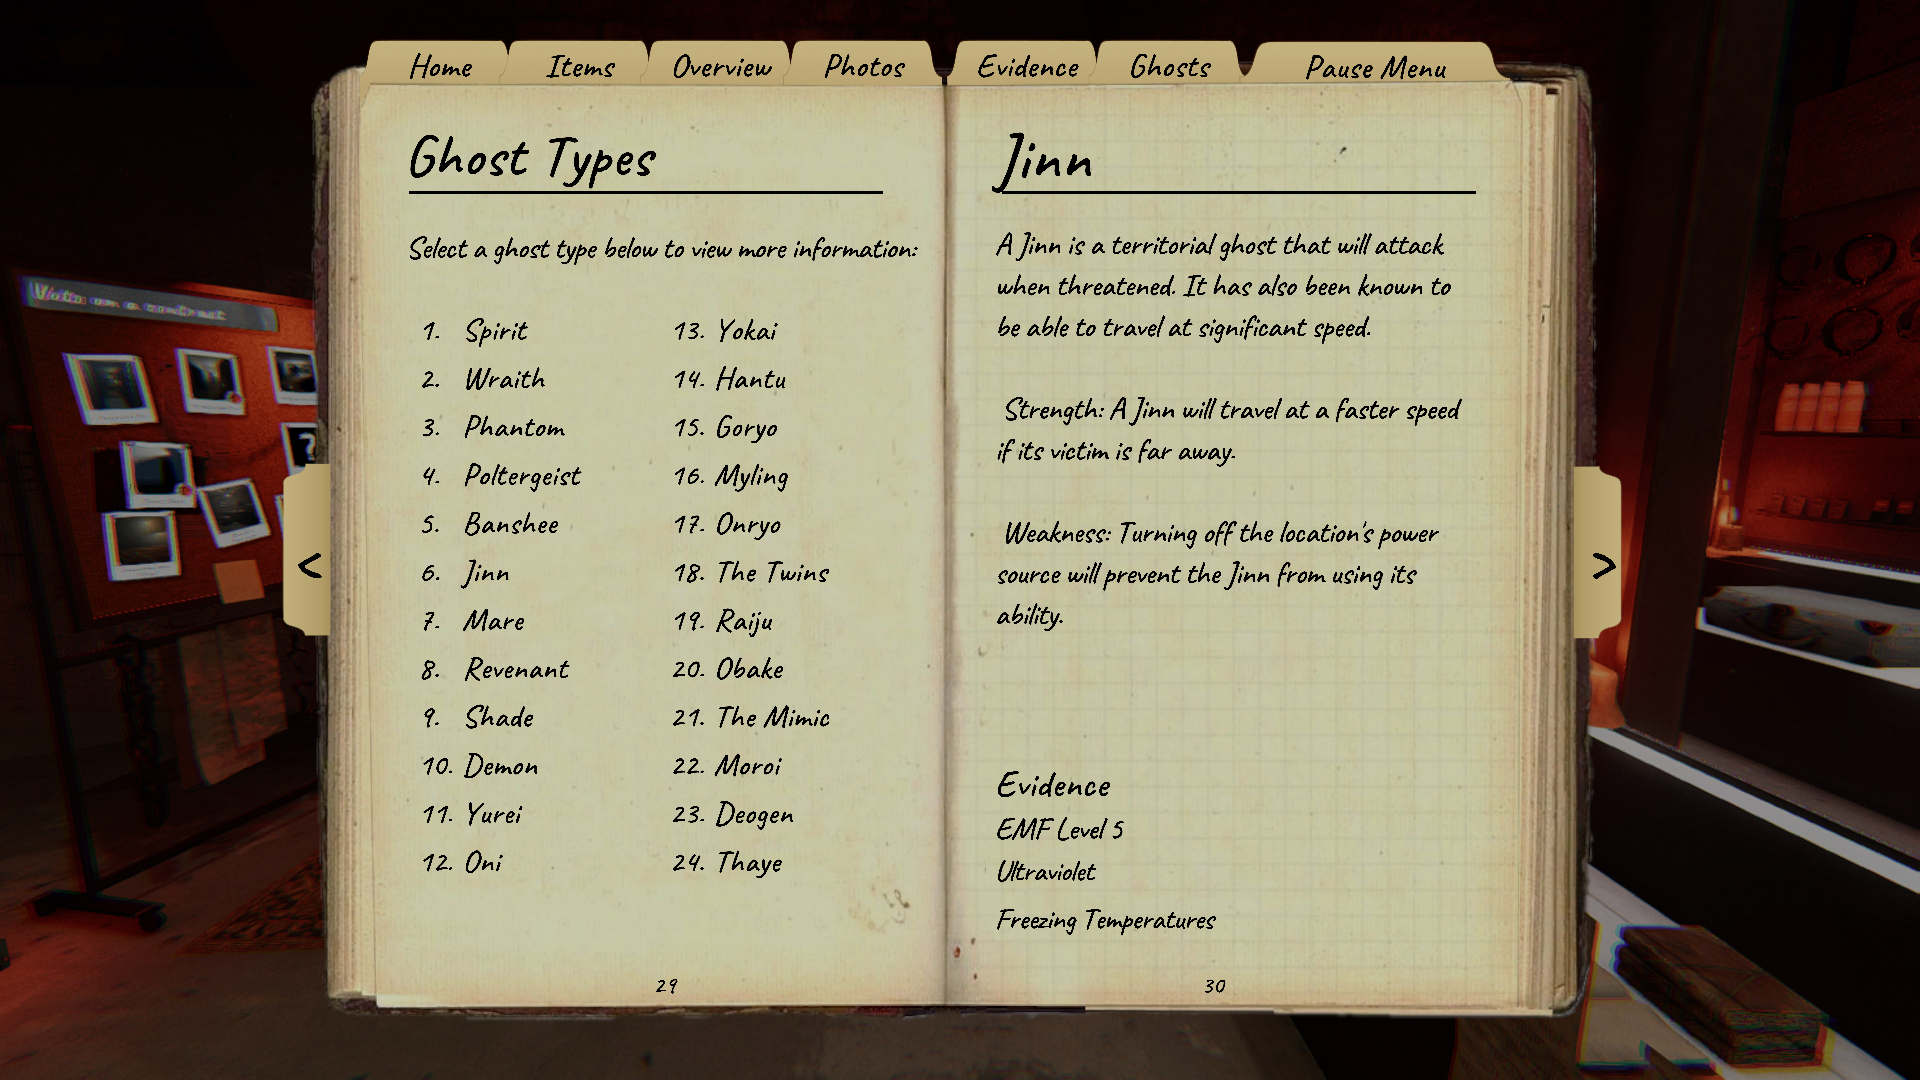 Home Items Overview Photos Evidence Ghosts Pause Menu
Ghost Types
Select a ghost type below to view more information:
1. Spirit
2. Wraith
3. Phantom
4. Poltergeist
5. Banshee
6. Jinn
7. Mare
8. Revenant
9. Shade
10. Demon
11. Yurei
12. Oni
13. Yokai
14. Hantu
15. Goryo
16. Myling
17. Onryo
18. The Twins
19. Raiju
20. Obake
21. The Mimic
22. Moroi
23. Deogen
24. Thaye
<
29
Jinn
A Jinn is a territorial ghost that will attack
when threatened. It has also been known to
be able to travel at significant speed.
Strength: A Jinn will travel at a faster speed
if its victim is far away.
Weakness: Turning off the location's power
source will prevent the Jinn from using its
ability.
Evidence
EMF Level 5
Ultraviolet
Freezing Temperatures
>
30
?